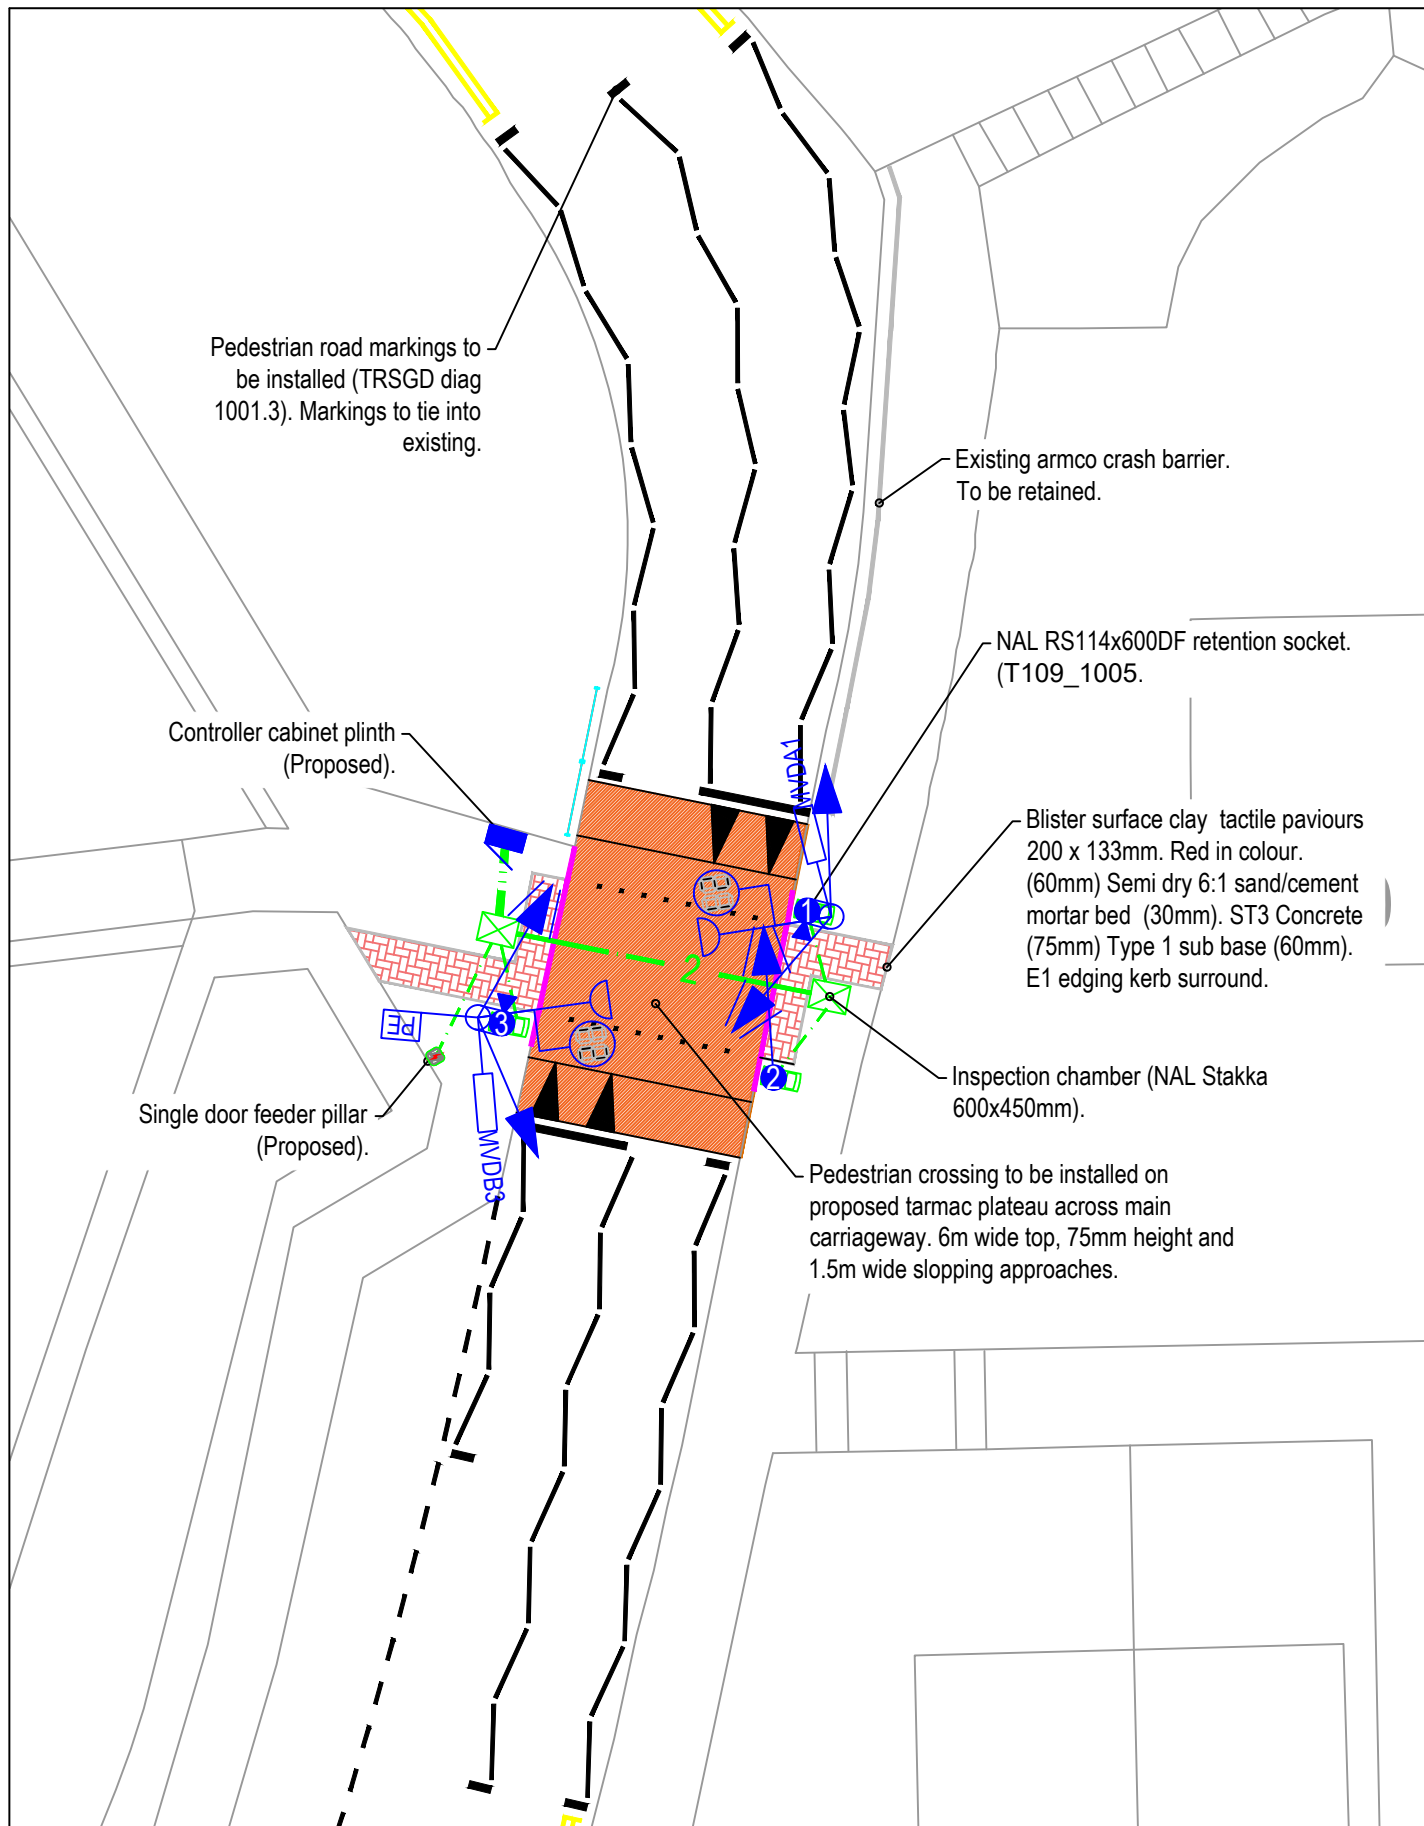 Pedestrian road markings to
be installed (TRSGD diag
1001.3). Markings to tie into
existing.
Existing armco crash barrier.
To be retained.
NAL RS114x600DF retention socket.
(T109_1005.
Controller cabinet plinth
(Proposed).
MVDA1
Blister surface clay tactile paviours
200 x 133mm. Red in colour.
(60mm) Semi dry 6:1 sand/cement
mortar bed (30mm). ST3 Concrete
(75mm) Type 1 sub base (60mm).
E1 edging kerb surround.
1
2
3
PE
2
Inspection chamber (NAL Stakka
600x450mm).
Single door feeder pillar
(Proposed).
MVDB3
Pedestrian crossing to be installed on
proposed tarmac plateau across main
carriageway. 6m wide top, 75mm height and
1.5m wide slopping approaches.